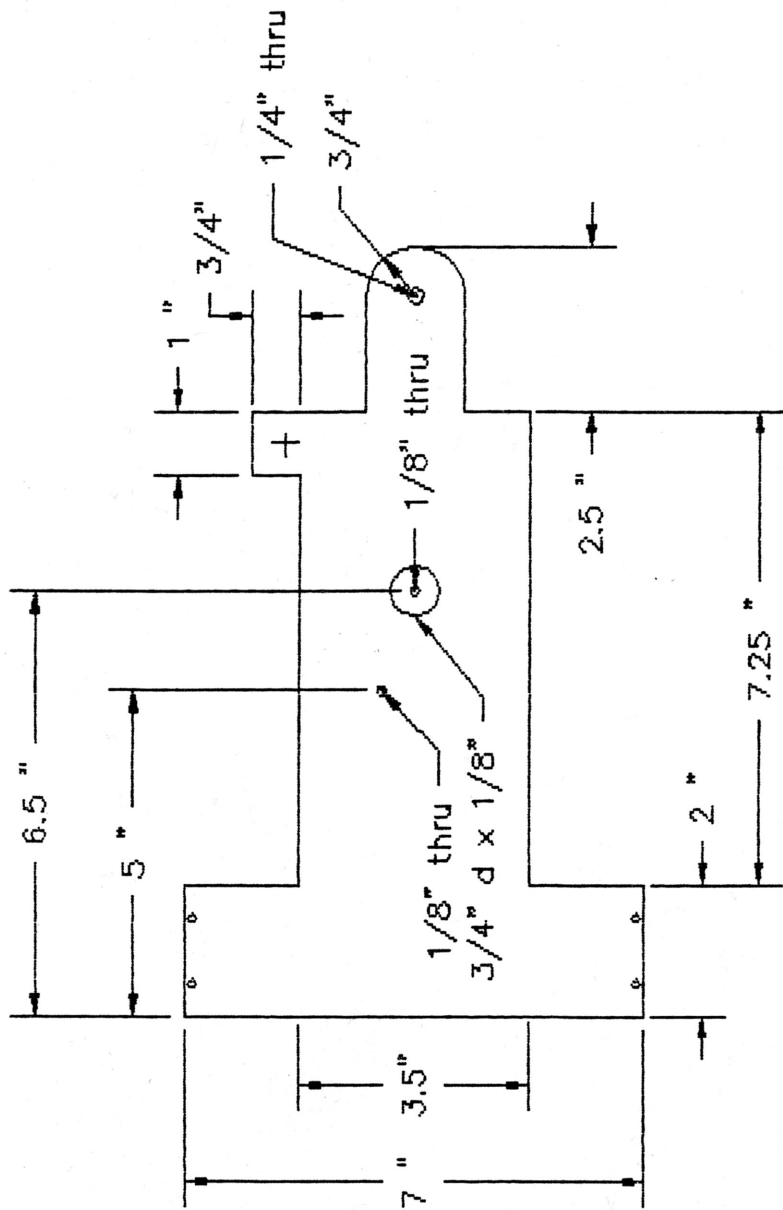 6.5 "
5 "
1 "
3/4"
1/4" thru
3/4"
1/8" thru
1/8" thru
3/4" d x 1/8"
7 "
3.5"
2 "
2.5 "
7.25 "